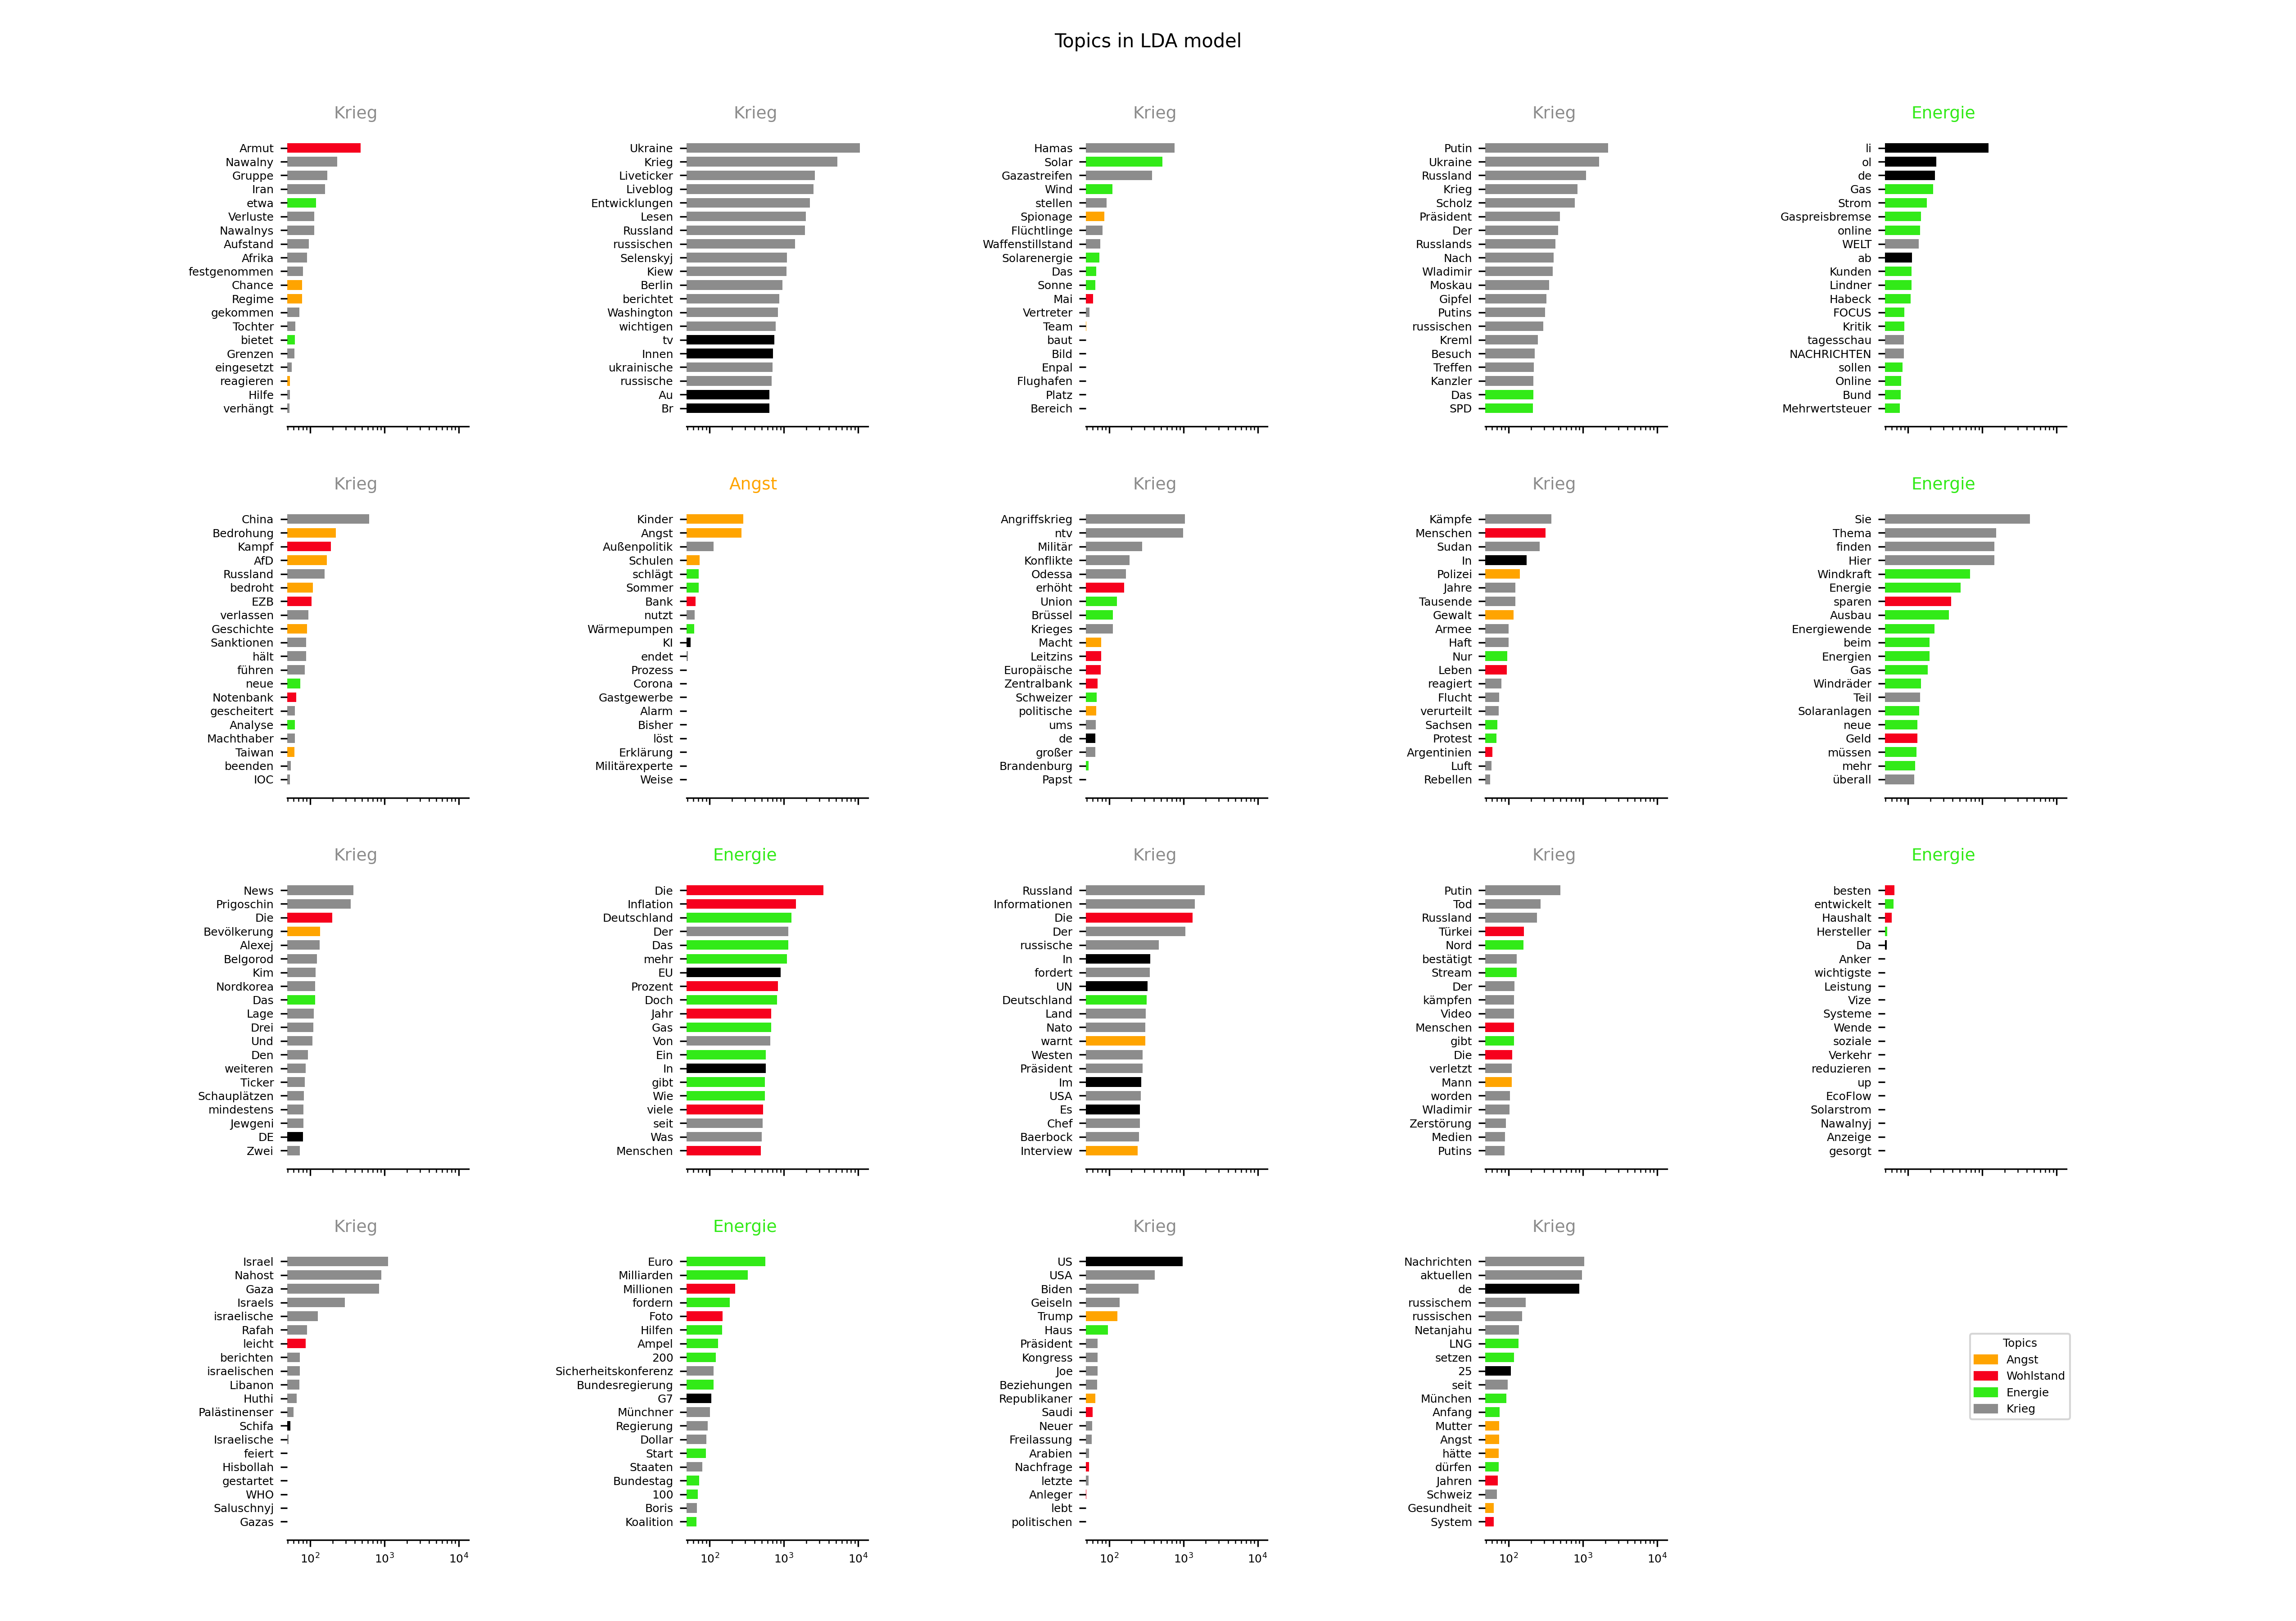 Topics in LDA model
Krieg
Armut
Nawalny
Gruppe
Iran
etwa
Verluste
Nawalnys
Aufstand
Afrika
festgenommen
Chance
Regime
gekommen
Tochter
bietet
Grenzen
eingesetzt
reagieren
Hilfe
verhängt
Krieg
Ukraine
Krieg
Liveticker
Liveblog
Entwicklungen
Lesen
Russland
russischen
Selenskyj
Kiew
Berlin
berichtet
Washington
wichtigen
tv
Innen
ukrainische
russische
Au
Br
Krieg
Hamas
Solar
Gazastreifen
Wind
stellen
Spionage
Flüchtlinge
Waffenstillstand
Solarenergie
Das
Sonne
Mai
Vertreter
Team
baut
Bild
Enpal
Flughafen
Platz
Bereich
Krieg
Putin
Ukraine
Russland
Krieg
Scholz
Präsident
Der
Russlands
Nach
Wladimir
Moskau
Gipfel
Putins
russischen
Kreml
Besuch
Treffen
Kanzler
Das
SPD
Energie
li
ol
de
Gas
Strom
Gaspreisbremse
online
WELT
ab
Kunden
Lindner
Habeck
FOCUS
Kritik
tagesschau
NACHRICHTEN
sollen
Online
Bund
Mehrwertsteuer
Krieg
China
Bedrohung
Kampf
AfD
Russland
bedroht
EZB
verlassen
Geschichte
Sanktionen
hält
führen
neue
Notenbank
gescheitert
Analyse
Machthaber
Taiwan
beenden
IOC
Angst
Kinder
Angst
Außenpolitik
Schulen
schlägt
Sommer
Bank
nutzt
Wärmepumpen
KI
endet
Prozess
Corona
Gastgewerbe
Alarm
Bisher
löst
Erklärung
Militärexperte
Weise
Krieg
Angriffskrieg
ntv
Militär
Konflikte
Odessa
erhöht
Union
Brüssel
Krieges
Macht
Leitzins
Europäische
Zentralbank
Schweizer
politische
ums
de
großer
Brandenburg
Papst
Krieg
Kämpfe
Menschen
Sudan
In
Polizei
Jahre
Tausende
Gewalt
Armee
Haft
Nur
Leben
reagiert
Flucht
verurteilt
Sachsen
Protest
Argentinien
Luft
Rebellen
Energie
Sie
Thema
finden
Hier
Windkraft
Energie
sparen
Ausbau
Energiewende
beim
Energien
Gas
Windräder
Teil
Solaranlagen
neue
Geld
müssen
mehr
überall
Krieg
News
Prigoschin
Die
Bevölkerung
Alexej
Belgorod
Kim
Nordkorea
Das
Lage
Drei
Und
Den
weiteren
Ticker
Schauplätzen
mindestens
Jewgeni
DE
Zwei
Energie
Die
Inflation
Deutschland
Der
Das
mehr
EU
Prozent
Doch
Jahr
Gas
Von
Ein
In
gibt
Wie
viele
seit
Was
Menschen
Krieg
Russland
Informationen
Die
Der
russische
In
fordert
UN
Deutschland
Land
Nato
warnt
Westen
Präsident
Im
USA
Es
Chef
Baerbock
Interview
Krieg
Putin
Tod
Russland
Türkei
Nord
bestätigt
Stream
Der
kämpfen
Video
Menschen
gibt
Die
verletzt
Mann
worden
Wladimir
Zerstörung
Medien
Putins
Energie
besten
entwickelt
Haushalt
Hersteller
Da
Anker
wichtigste
Leistung
Vize
Systeme
Wende
soziale
Verkehr
reduzieren
up
EcoFlow
Solarstrom
Nawalnyj
Anzeige
gesorgt
Krieg
Israel
Nahost
Gaza
Israels
israelische
Rafah
leicht
berichten
israelischen
Libanon
Huthi
Palästinenser
Schifa
Israelische
feiert
Hisbollah
gestartet
WHO
Saluschnyj
Gazas
10² 10³ 10⁴
Energie
Euro
Milliarden
Millionen
fordern
Foto
Hilfen
Ampel
200
Sicherheitskonferenz
Bundesregierung
G7
Münchner
Regierung
Dollar
Start
Staaten
Bundestag
100
Boris
Koalition
10² 10³ 10⁴
Krieg
US
USA
Biden
Geiseln
Trump
Haus
Präsident
Kongress
Joe
Beziehungen
Republikaner
Saudi
Neuer
Freilassung
Arabien
Nachfrage
letzte
Anleger
lebt
politischen
10² 10³ 10⁴
Krieg
Nachrichten
aktuellen
de
russischem
russischen
Netanjahu
LNG
setzen
25
seit
München
Anfang
Mutter
Angst
hätte
dürfen
Jahren
Schweiz
Gesundheit
System
10² 10³ 10⁴
Topics
Angst
Wohlstand
Energie
Krieg